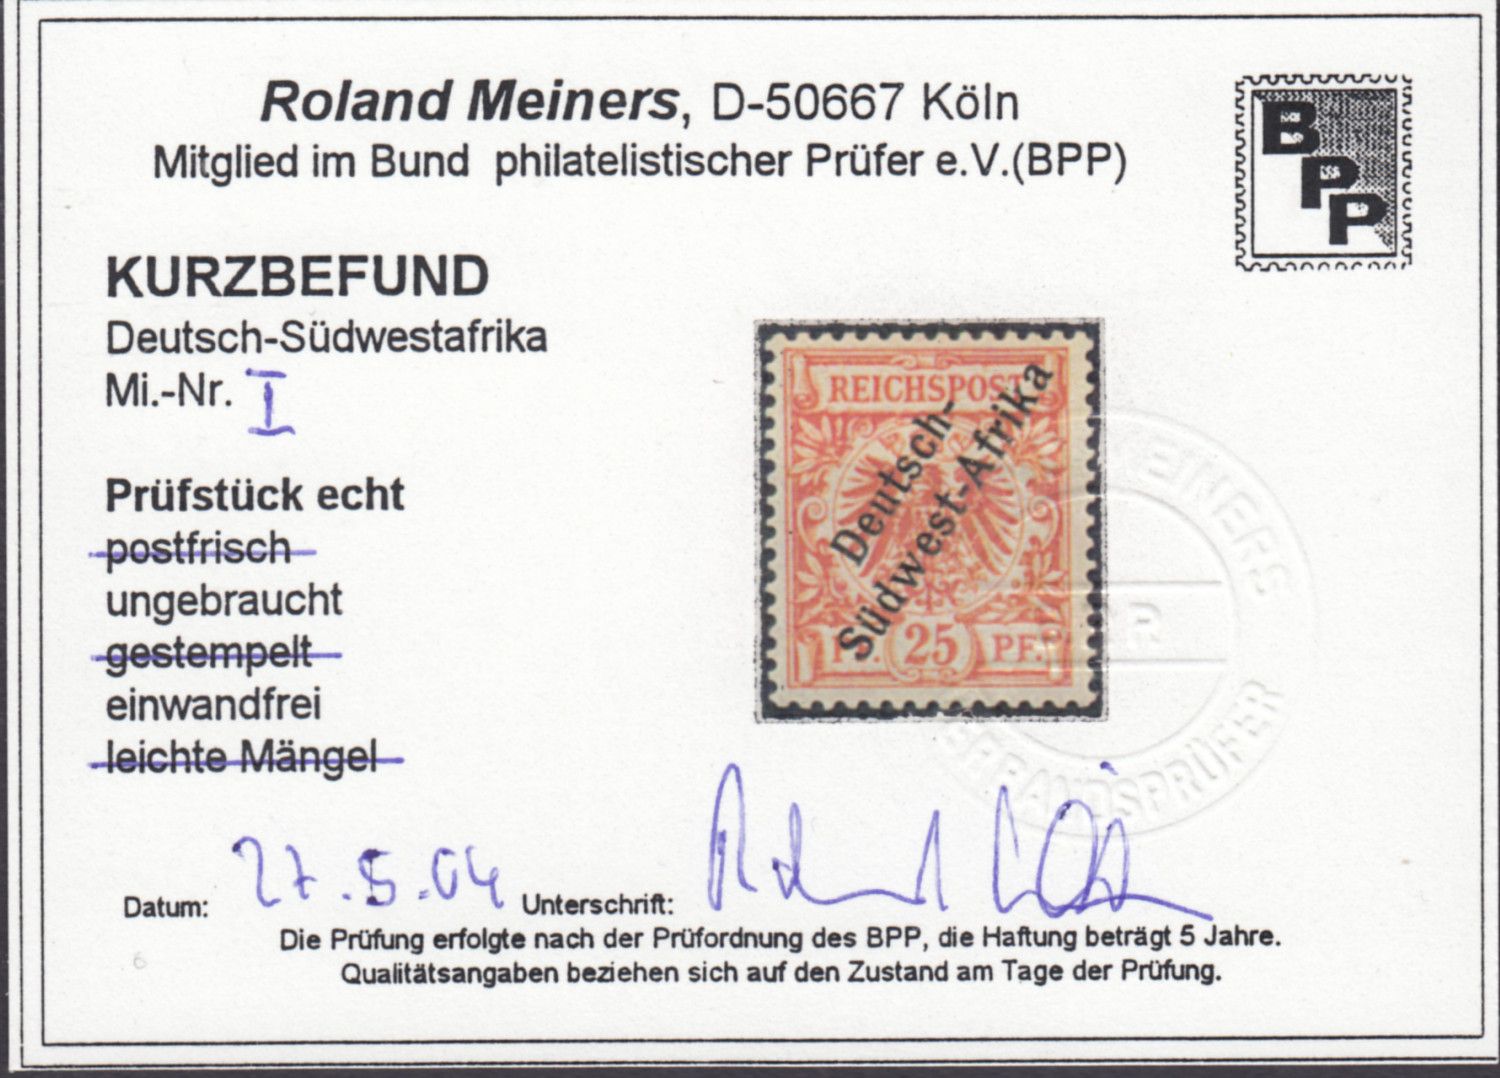 Roland Meiners, D-50667 Köln
Mitglied im Bund philatelistischer Prüfer e.V.(BPP)
BPP
KURZBEFUND
Deutsch-Südwestafrika
Mi.-Nr. I
REICHSPOST
Deutsch-
Südwest-Afrika
25 PF.
Prüfstück echt
postfrisch
ungebraucht
gestempelt
einwandfrei
leichte Mängel
EINERS
VERBANDSPRÜFER
Datum: 27.5.04 Unterschrift:
Die Prüfung erfolgte nach der Prüfordnung des BPP, die Haftung beträgt 5 Jahre.
Qualitätsangaben beziehen sich auf den Zustand am Tage der Prüfung.
6